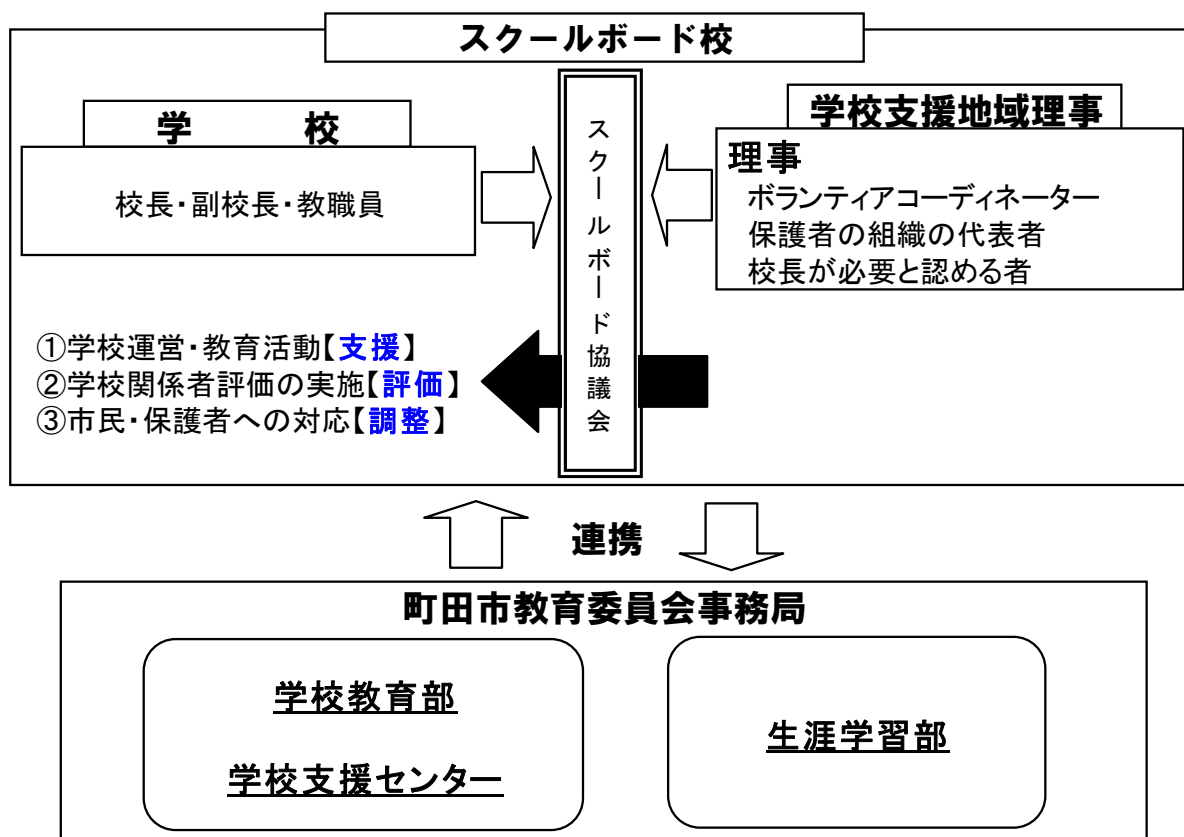 スクールボード校
学　校
校長・副校長・教職員
スクールボード協議会
学校支援地域理事
理事
ボランティアコーディネーター
保護者の組織の代表者
校長が必要と認める者
①学校運営・教育活動【支援】
②学校関係者評価の実施【評価】
③市民・保護者への対応【調整】
連携
町田市教育委員会事務局
学校教育部
学校支援センター
生涯学習部